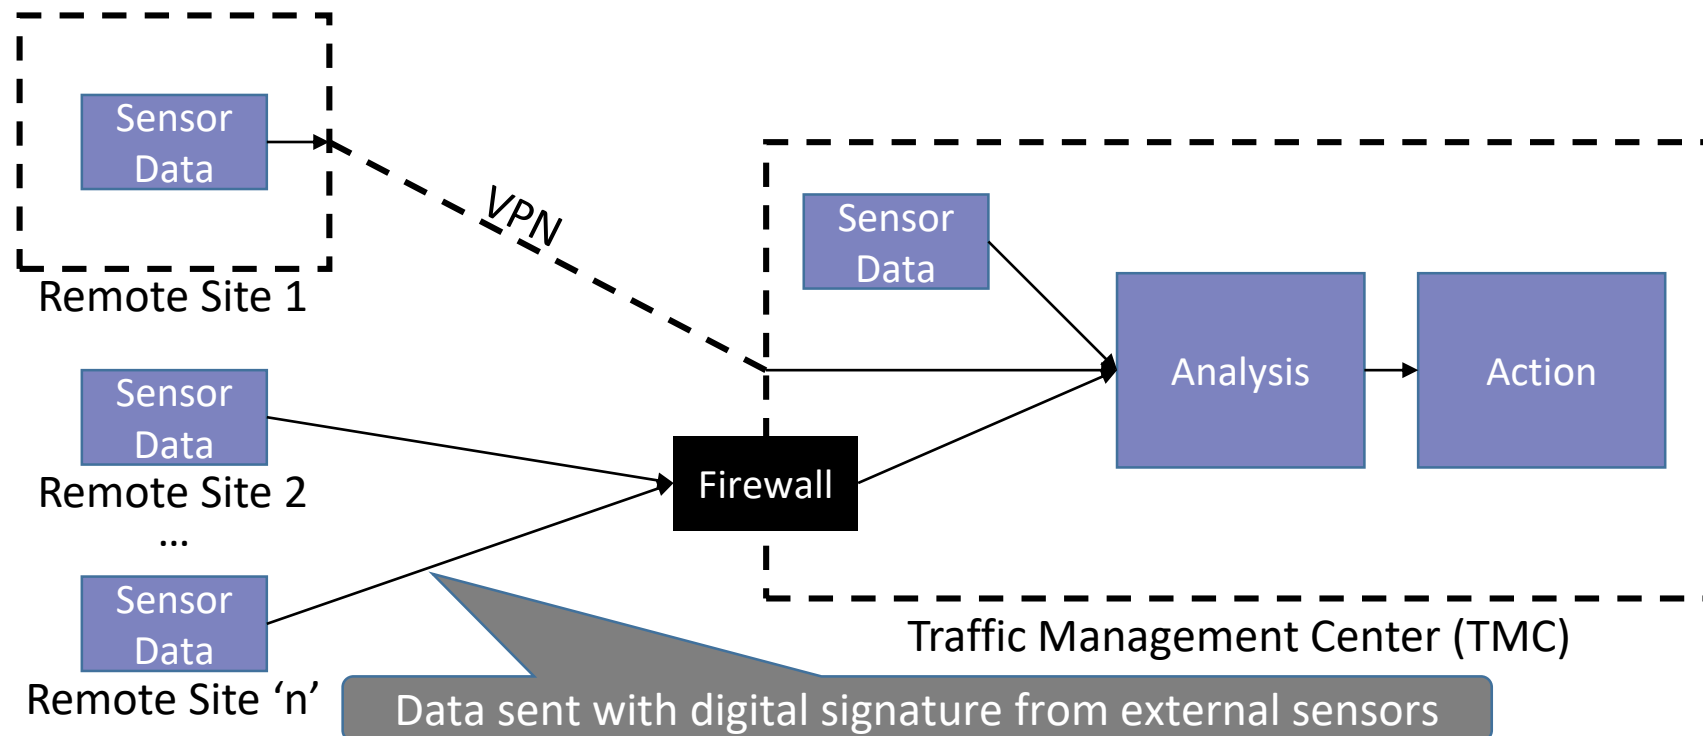 Sensor
Data
Remote Site 1
VPN
Sensor
Data
Analysis
Action
Sensor
Data
Remote Site 2
...
Firewall
Sensor
Data
Remote Site ‘n’
Traffic Management Center (TMC)
Data sent with digital signature from external sensors